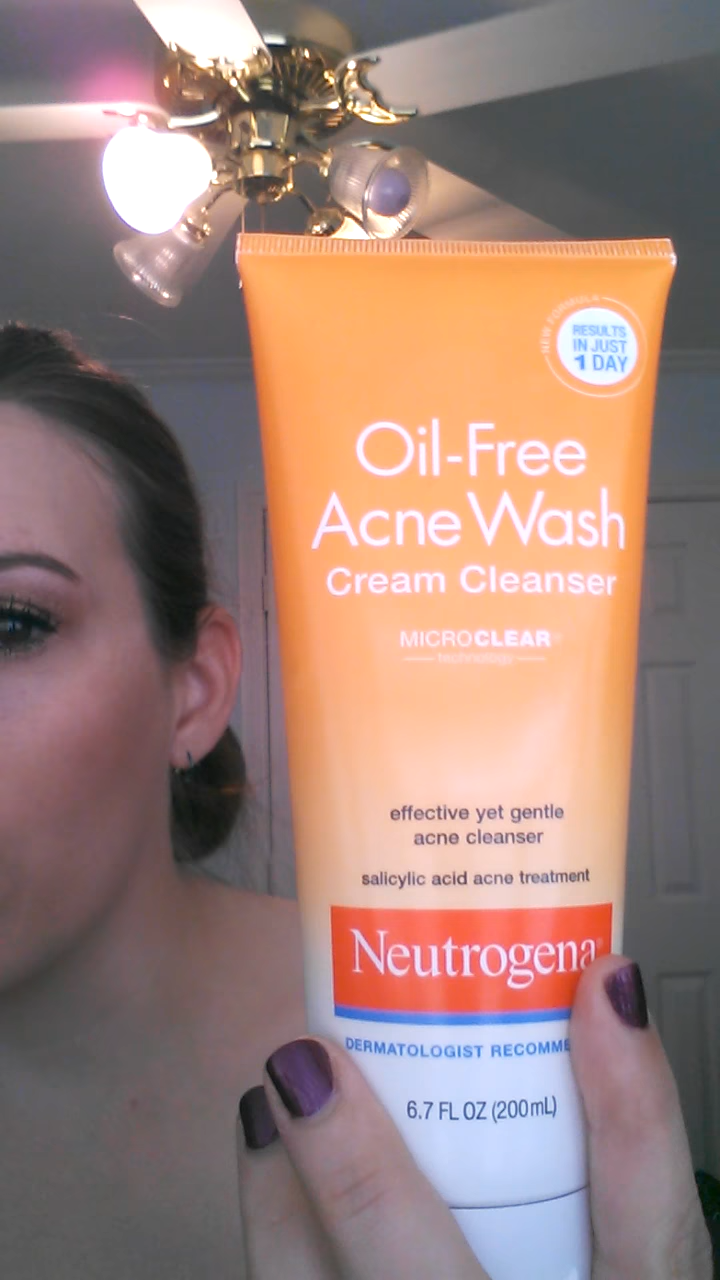 NEW FORMULA
RESULTS
IN JUST
1 DAY
Oil-Free
Acne Wash
Cream Cleanser
MICROCLEAR
technology
effective yet gentle
acne cleanser
salicylic acid acne treatment
Neutrogena®
DERMATOLOGIST RECOMME
6.7 FL OZ (200mL)